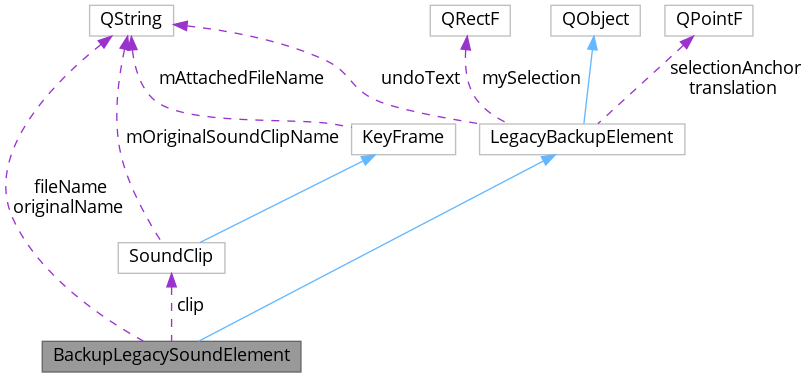 QString
QRectF
QObject
QPointF
mAttachedFileName
undoText
mySelection
selectionAnchor
translation
mOriginalSoundClipName
KeyFrame
LegacyBackupElement
fileName
originalName
SoundClip
clip
BackupLegacySoundElement